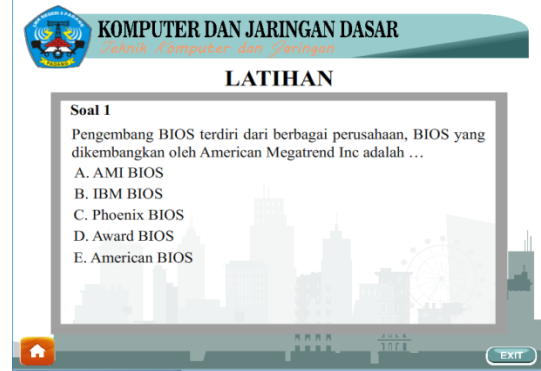 KOMPUTER DAN JARINGAN DASAR
Teknik Komputer dan Jaringan
LATIHAN
Soal 1
Pengembang BIOS terdiri dari berbagai perusahaan, BIOS yang
dikembangkan oleh American Megatrend Inc adalah …
A. AMI BIOS
B. IBM BIOS
C. Phoenix BIOS
D. Award BIOS
E. American BIOS
EXIT